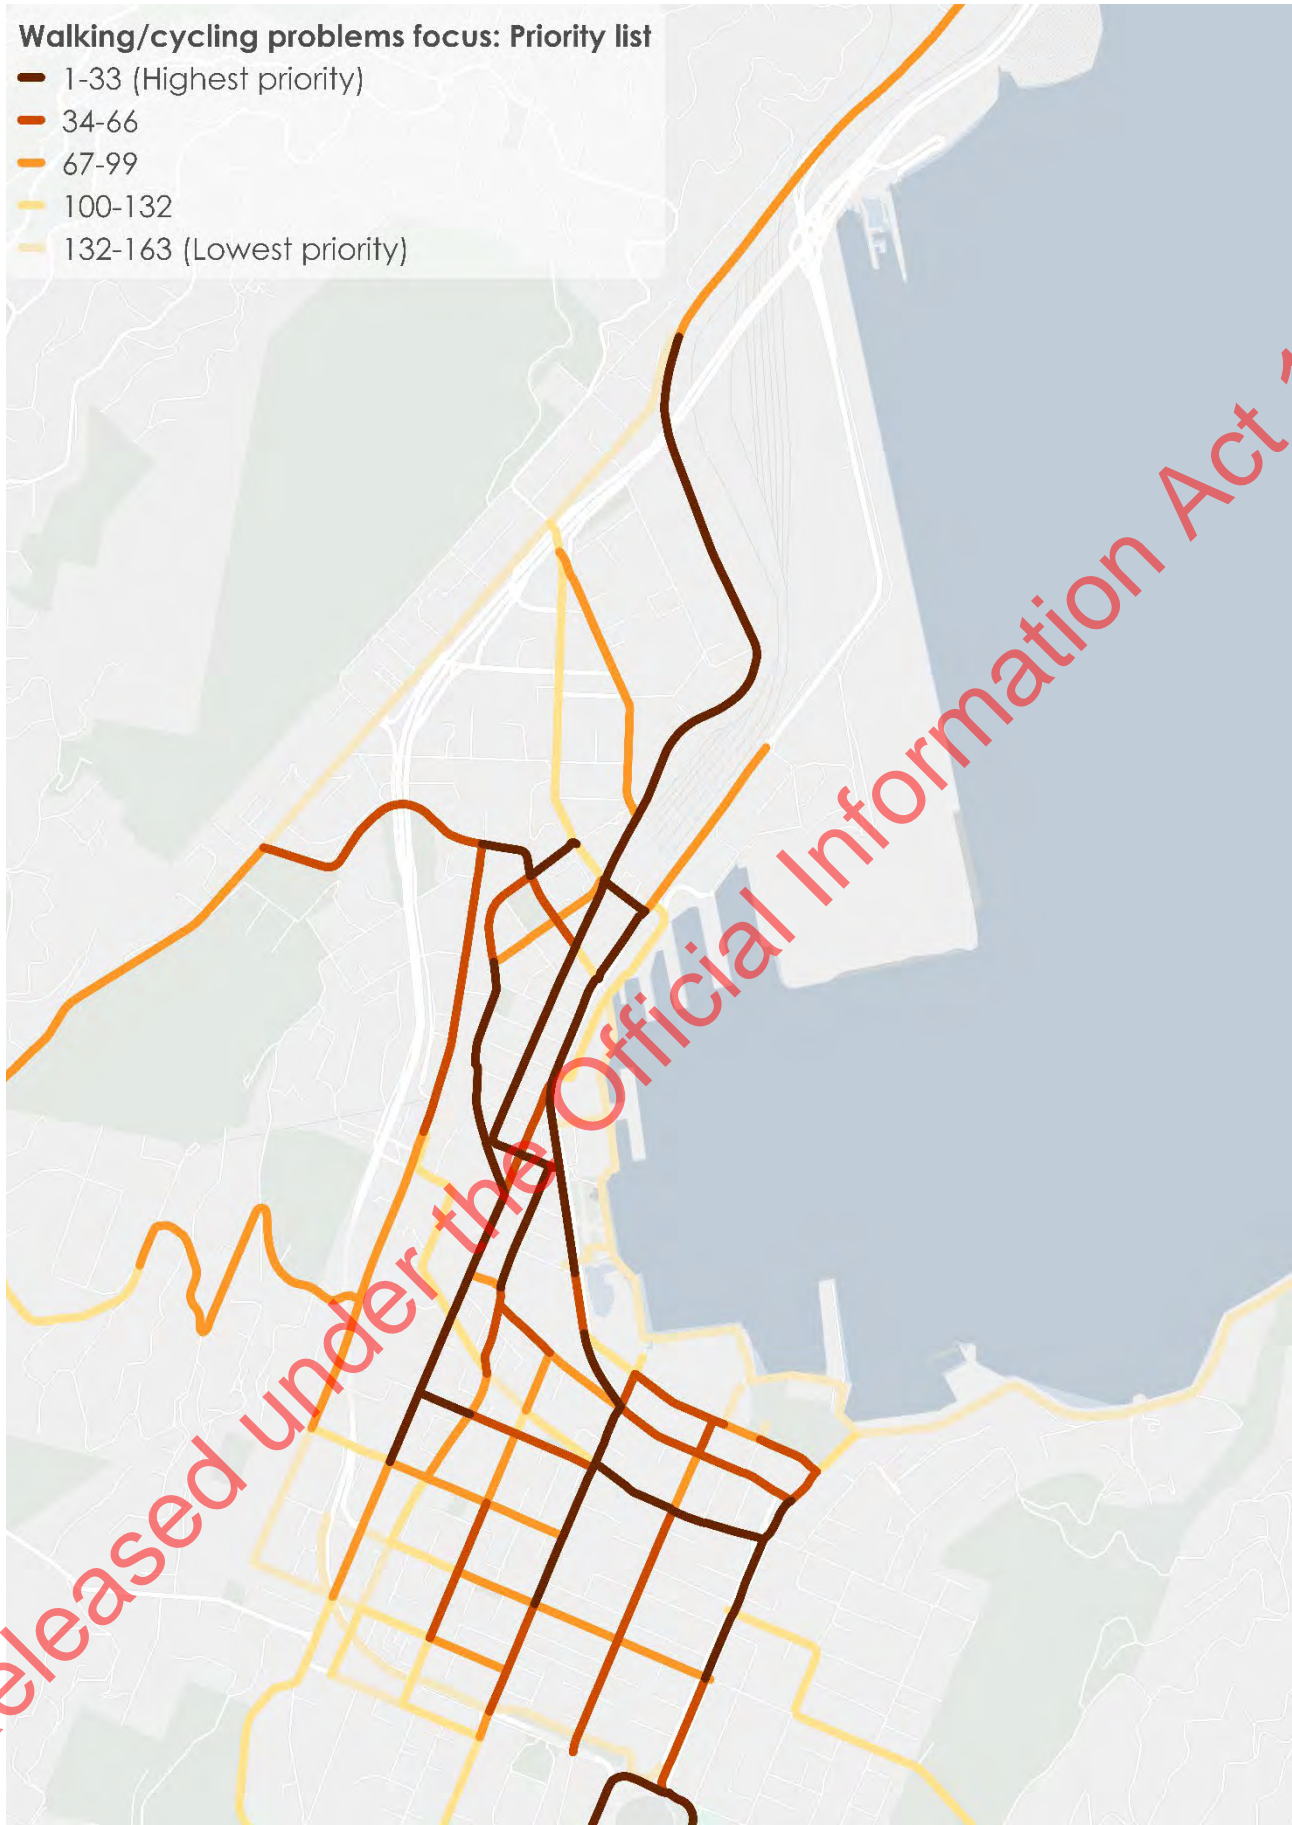 Walking/cycling problems focus: Priority list
1-33 (Highest priority)
34-66
67-99
100-132
132-163 (Lowest priority)
eleased under the Official Information Act 1